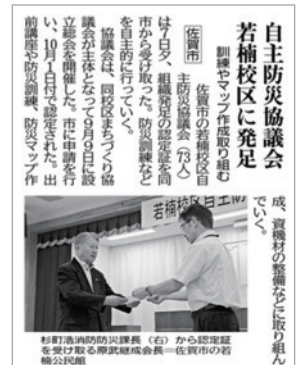 自主防災協議会
若楠校区に発足
訓練やマップ作成取り組む
佐賀市
佐賀市の若楠校区自
主防災協議会（73人）
は7日夕、組織発足の認定証を同
市から受け取った。防災訓練など
を自主的に行っていく。
協議会は、同校区まちづくり協
議会が主体となって9月9日に設
立総会を開催した。市に申請を行
い、10月1日付で認定された。出
前講座や防災訓練、防災マップ作
成、資機材の整備などに取り組ん
でいく。
若楠校区自主防
杉町浩消防防災課長（右）から認定証
を受け取る原武継成会長＝佐賀市の若
楠公民館